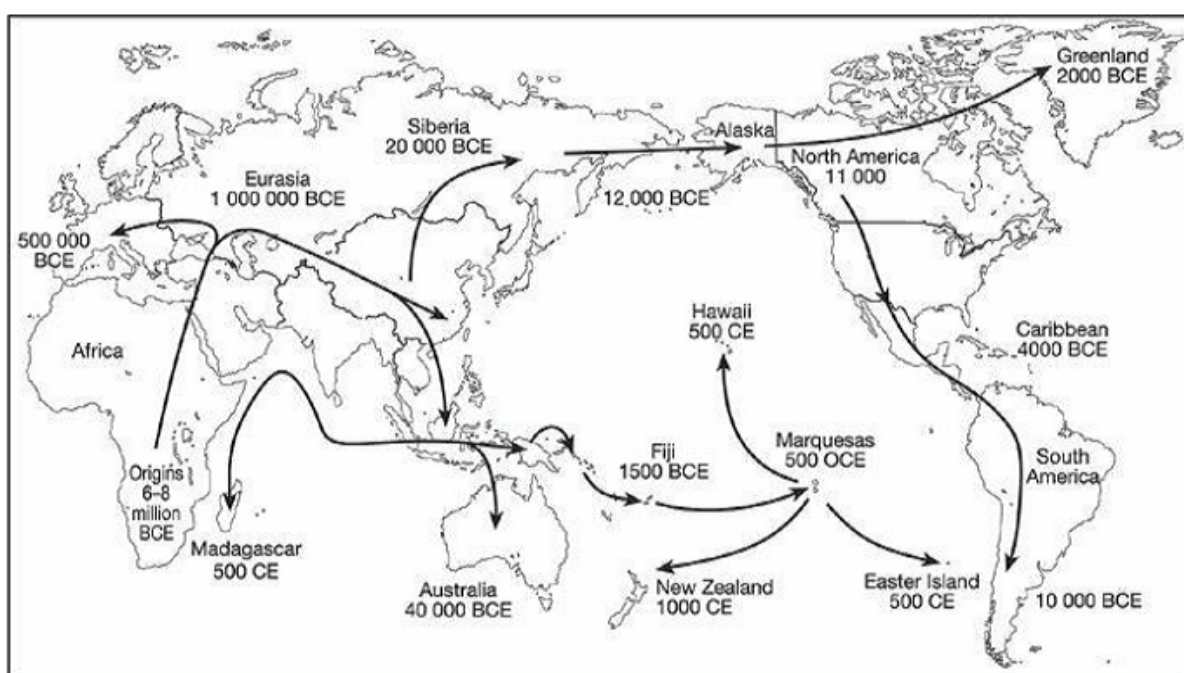 Greenland
2000 BCE
Alaska
Siberia
20 000 BCE
North America
11 000
Eurasia
1 000 000 BCE
12 000 BCE
500 000
BCE
Hawaii
500 CE
Caribbean
4000 BCE
Africa
Marquesas
500 OCE
Fiji
1500 BCE
South
America
Origins
6–8
million
BCE
Madagascar
500 CE
Australia
40 000 BCE
New Zealand
1000 CE
Easter Island
500 CE
10 000 BCE